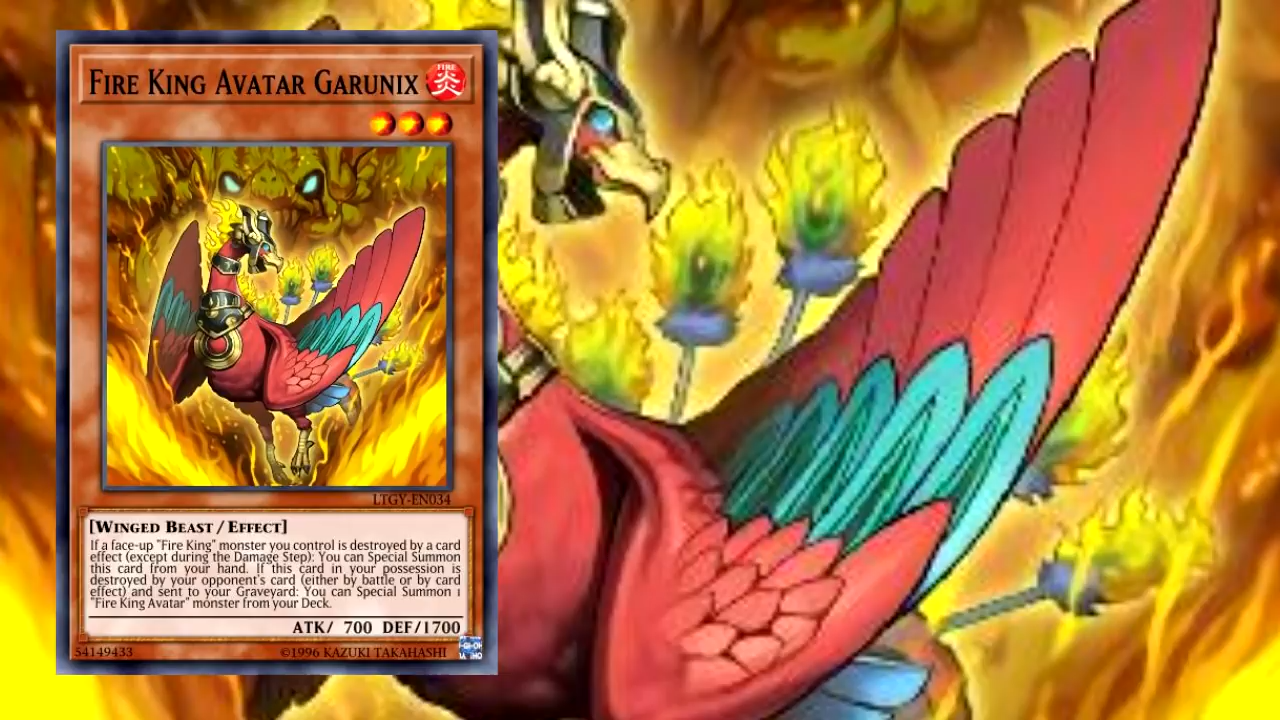 FIRE KING AVATAR GARUNIX
FIRE
炎
LTGY-EN034
[WINGED BEAST / EFFECT]
If a face-up "Fire King" monster you control is destroyed by a card
effect (except during the Damage Step): You can Special Summon
this card from your hand. If this card in your possession is
destroyed by your opponent's card (either by battle or by card
effect) and sent to your Graveyard: You can Special Summon 1
"Fire King Avatar" monster from your Deck.
ATK/ 700 DEF/1700
54149433
©1996 KAZUKI TAKAHASHI